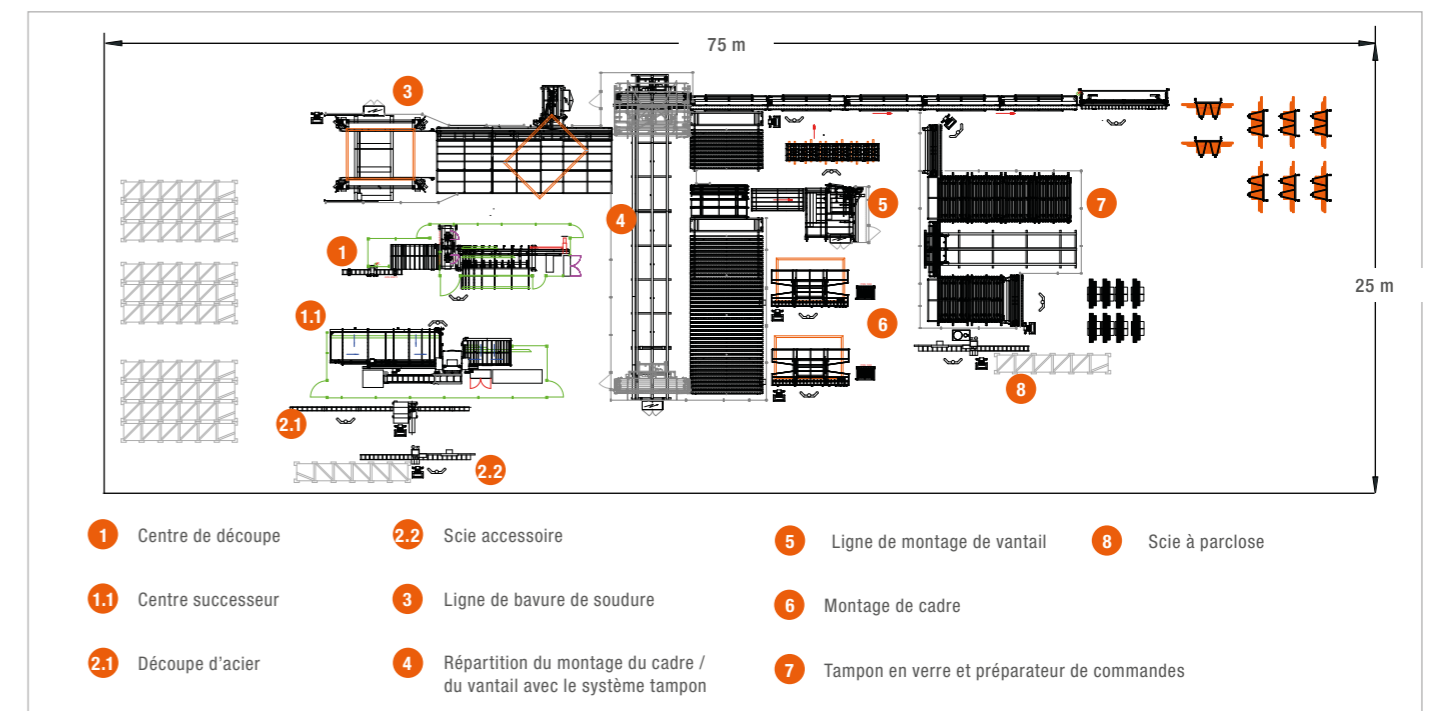 75 m
3
5
7
4
1
25 m
1.1
6
8
2.1
2.2
1 Centre de découpe
2.2 Scie accessoire
5 Ligne de montage de vantail
8 Scie à parclose
1.1 Centre successeur
3 Ligne de bavure de soudure
6 Montage de cadre
2.1 Découpe d'acier
4 Répartition du montage du cadre /
du vantail avec le système tampon
7 Tampon en verre et préparateur de commandes